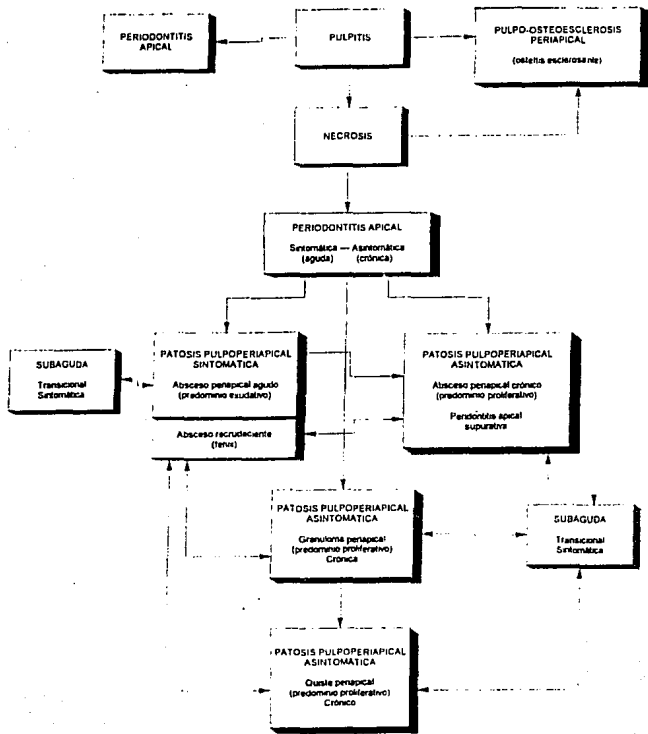 PERIODONTITIS
APICAL
PULPITIS
PULPO-OSTEOESCLEROSIS
PERIAPICAL
(osteitis esclerosante)
NECROSIS
PERIODONTITIS APICAL
Sintomática — Asintomática
(aguda) (crónica)
SUBAGUDA
Transicional
Sintomática
PATOSIS PULPOPERIAPICAL
SINTOMATICA
Absceso periapical agudo
(predominio exudativo)
Absceso recrudeciente
(fenix)
PATOSIS PULPOPERIAPICAL
ASINTOMATICA
Absceso periapical crónico
(predominio proliferativo)
Peridontitis apical
supurativa
PATOSIS PULPOPERIAPICAL
ASINTOMATICA
Granuloma periapical
(predominio proliferativo)
Crónica
SUBAGUDA
Transicional
Sintomática
PATOSIS PULPOPERIAPICAL
ASINTOMATICA
Quiste periapical
(predominio proliferativo)
Crónico